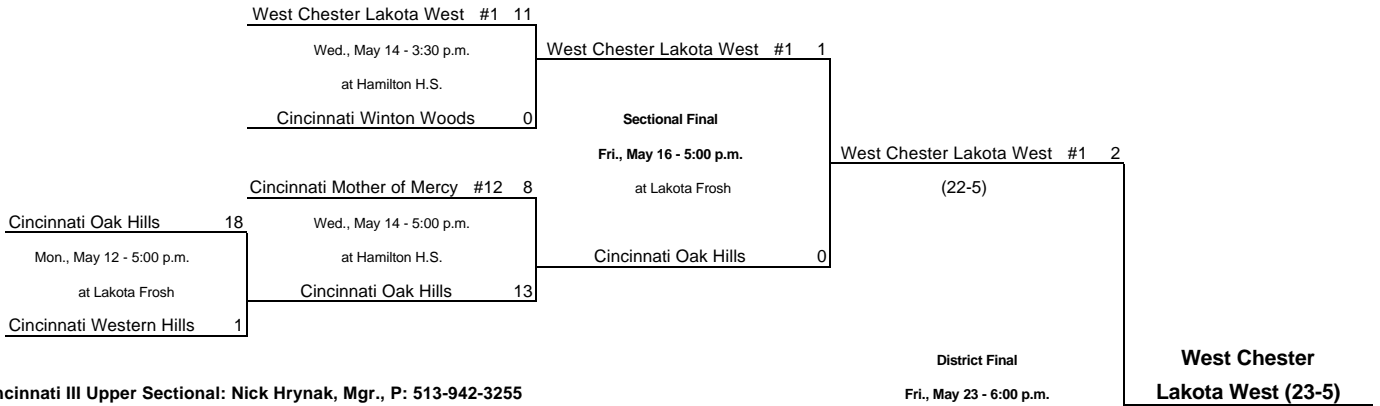 West Chester Lakota West #1 11
Wed., May 14 - 3:30 p.m.
West Chester Lakota West #1 1
at Hamilton H.S.
Cincinnati Winton Woods 0
Sectional Final
Fri., May 16 - 5:00 p.m.
West Chester Lakota West #1 2
Cincinnati Mother of Mercy #12 8
at Lakota Frosh
(22-5)
Cincinnati Oak Hills 18
Wed., May 14 - 5:00 p.m.
Mon., May 12 - 5:00 p.m.
at Hamilton H.S.
Cincinnati Oak Hills 0
at Lakota Frosh
Cincinnati Oak Hills 13
Cincinnati Western Hills 1
District Final
West Chester
ncinnati III Upper Sectional: Nick Hrynak, Mgr., P: 513-942-3255
Fri., May 23 - 6:00 p.m.
Lakota West (23-5)